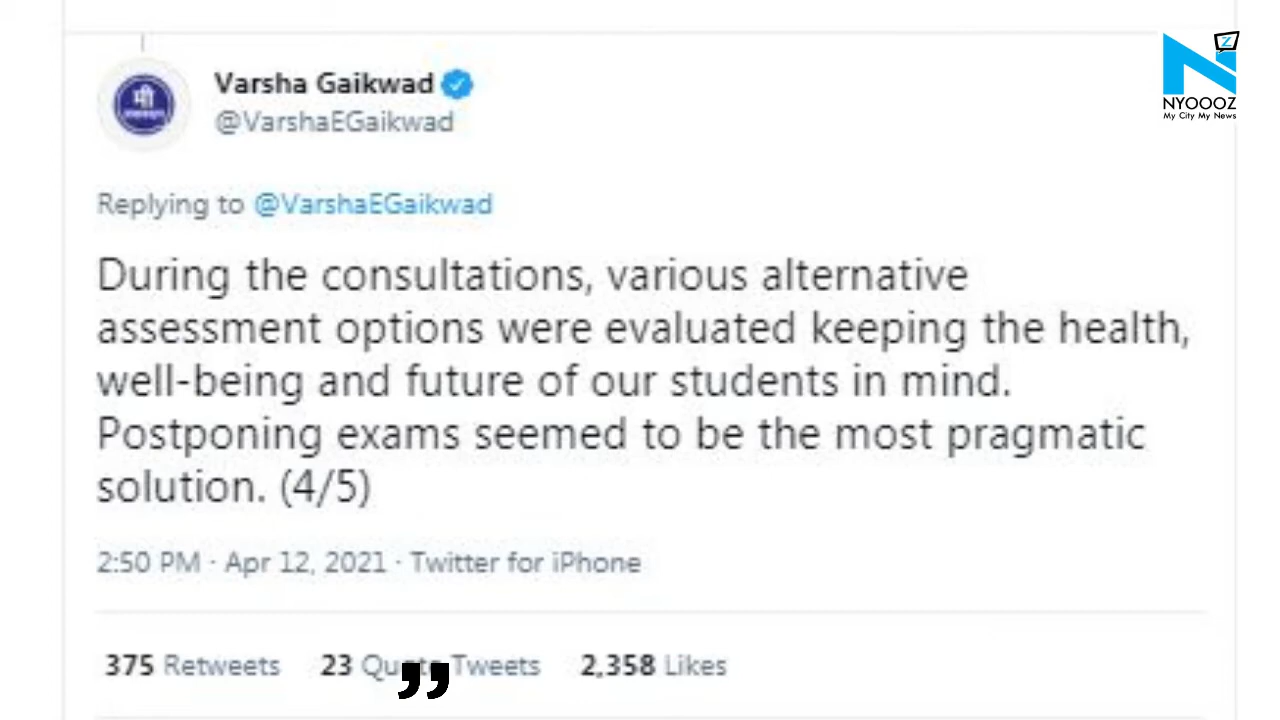 Varsha Gaikwad
@VarshaEGaikwad
NYOOOZ
My City My News
Replying to @VarshaEGaikwad
During the consultations, various alternative
assessment options were evaluated keeping the health,
well-being and future of our students in mind.
Postponing exams seemed to be the most pragmatic
solution. (4/5)
2:50 PM · Apr 12, 2021 · Twitter for iPhone
375 Retweets 23 Quote Tweets 2,358 Likes